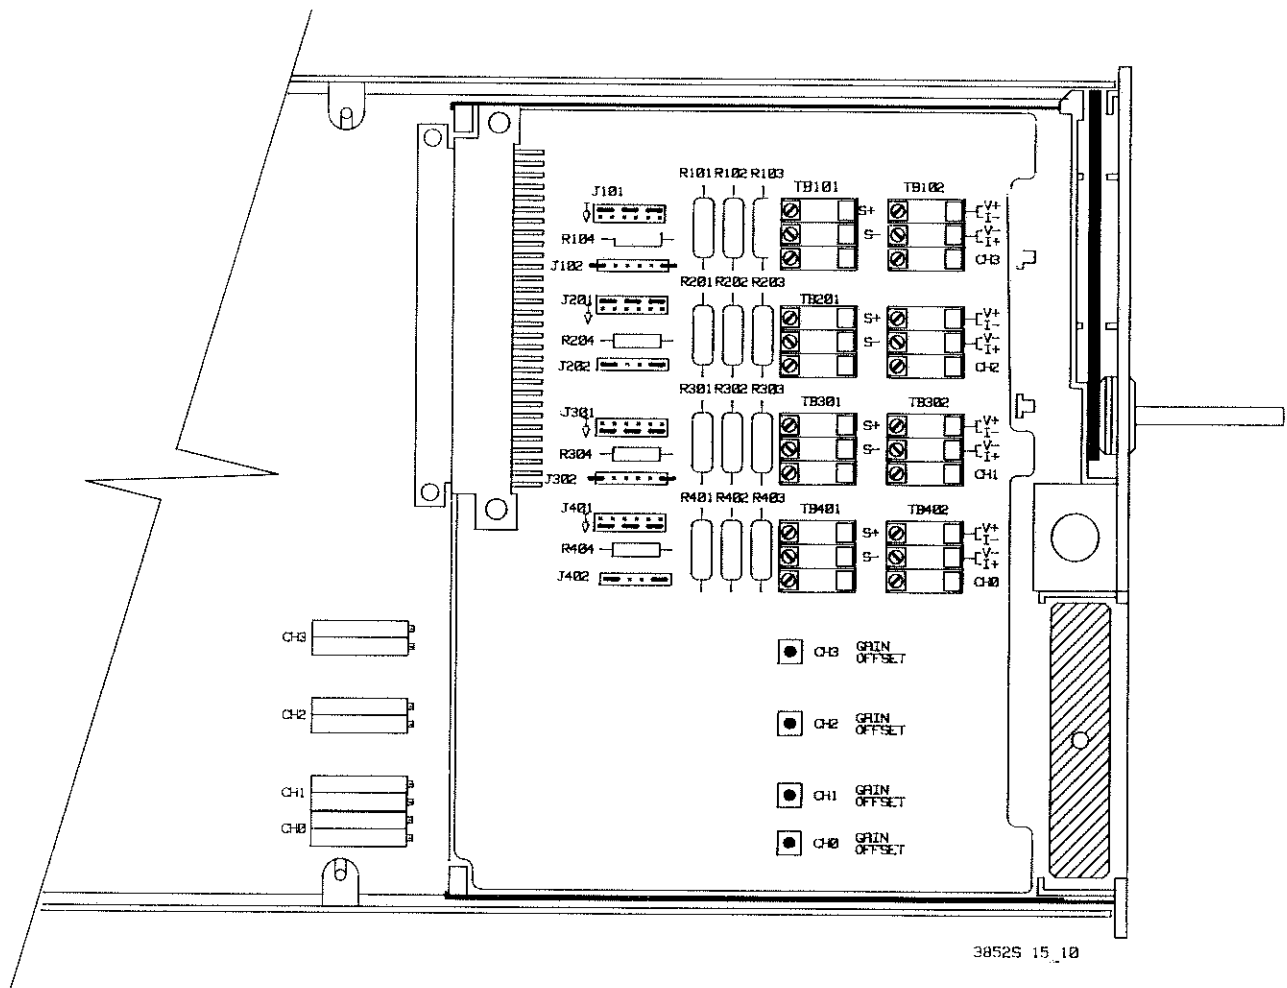 R101 R102 R103
J101 TB101 TB102
S+ V+
I-
R104 S- V-
I+
J102 CH3
R201 R202 R203
J201 TB201
S+ V+
I-
R204 S- V-
I+
J202 CH2
R301 R302 R303
J301 TB301 TB302
S+ V+
I-
R304 S- V-
I+
J302 CH1
R401 R402 R403
J401 TB401 TB402
S+ V+
I-
R404 S- V-
I+
J402 CH0
CH3 CH3 GAIN
OFFSET
CH2 CH2 GAIN
OFFSET
CH1 CH1 GAIN
OFFSET
CH0 CH0 GAIN
OFFSET
3852S 15_10